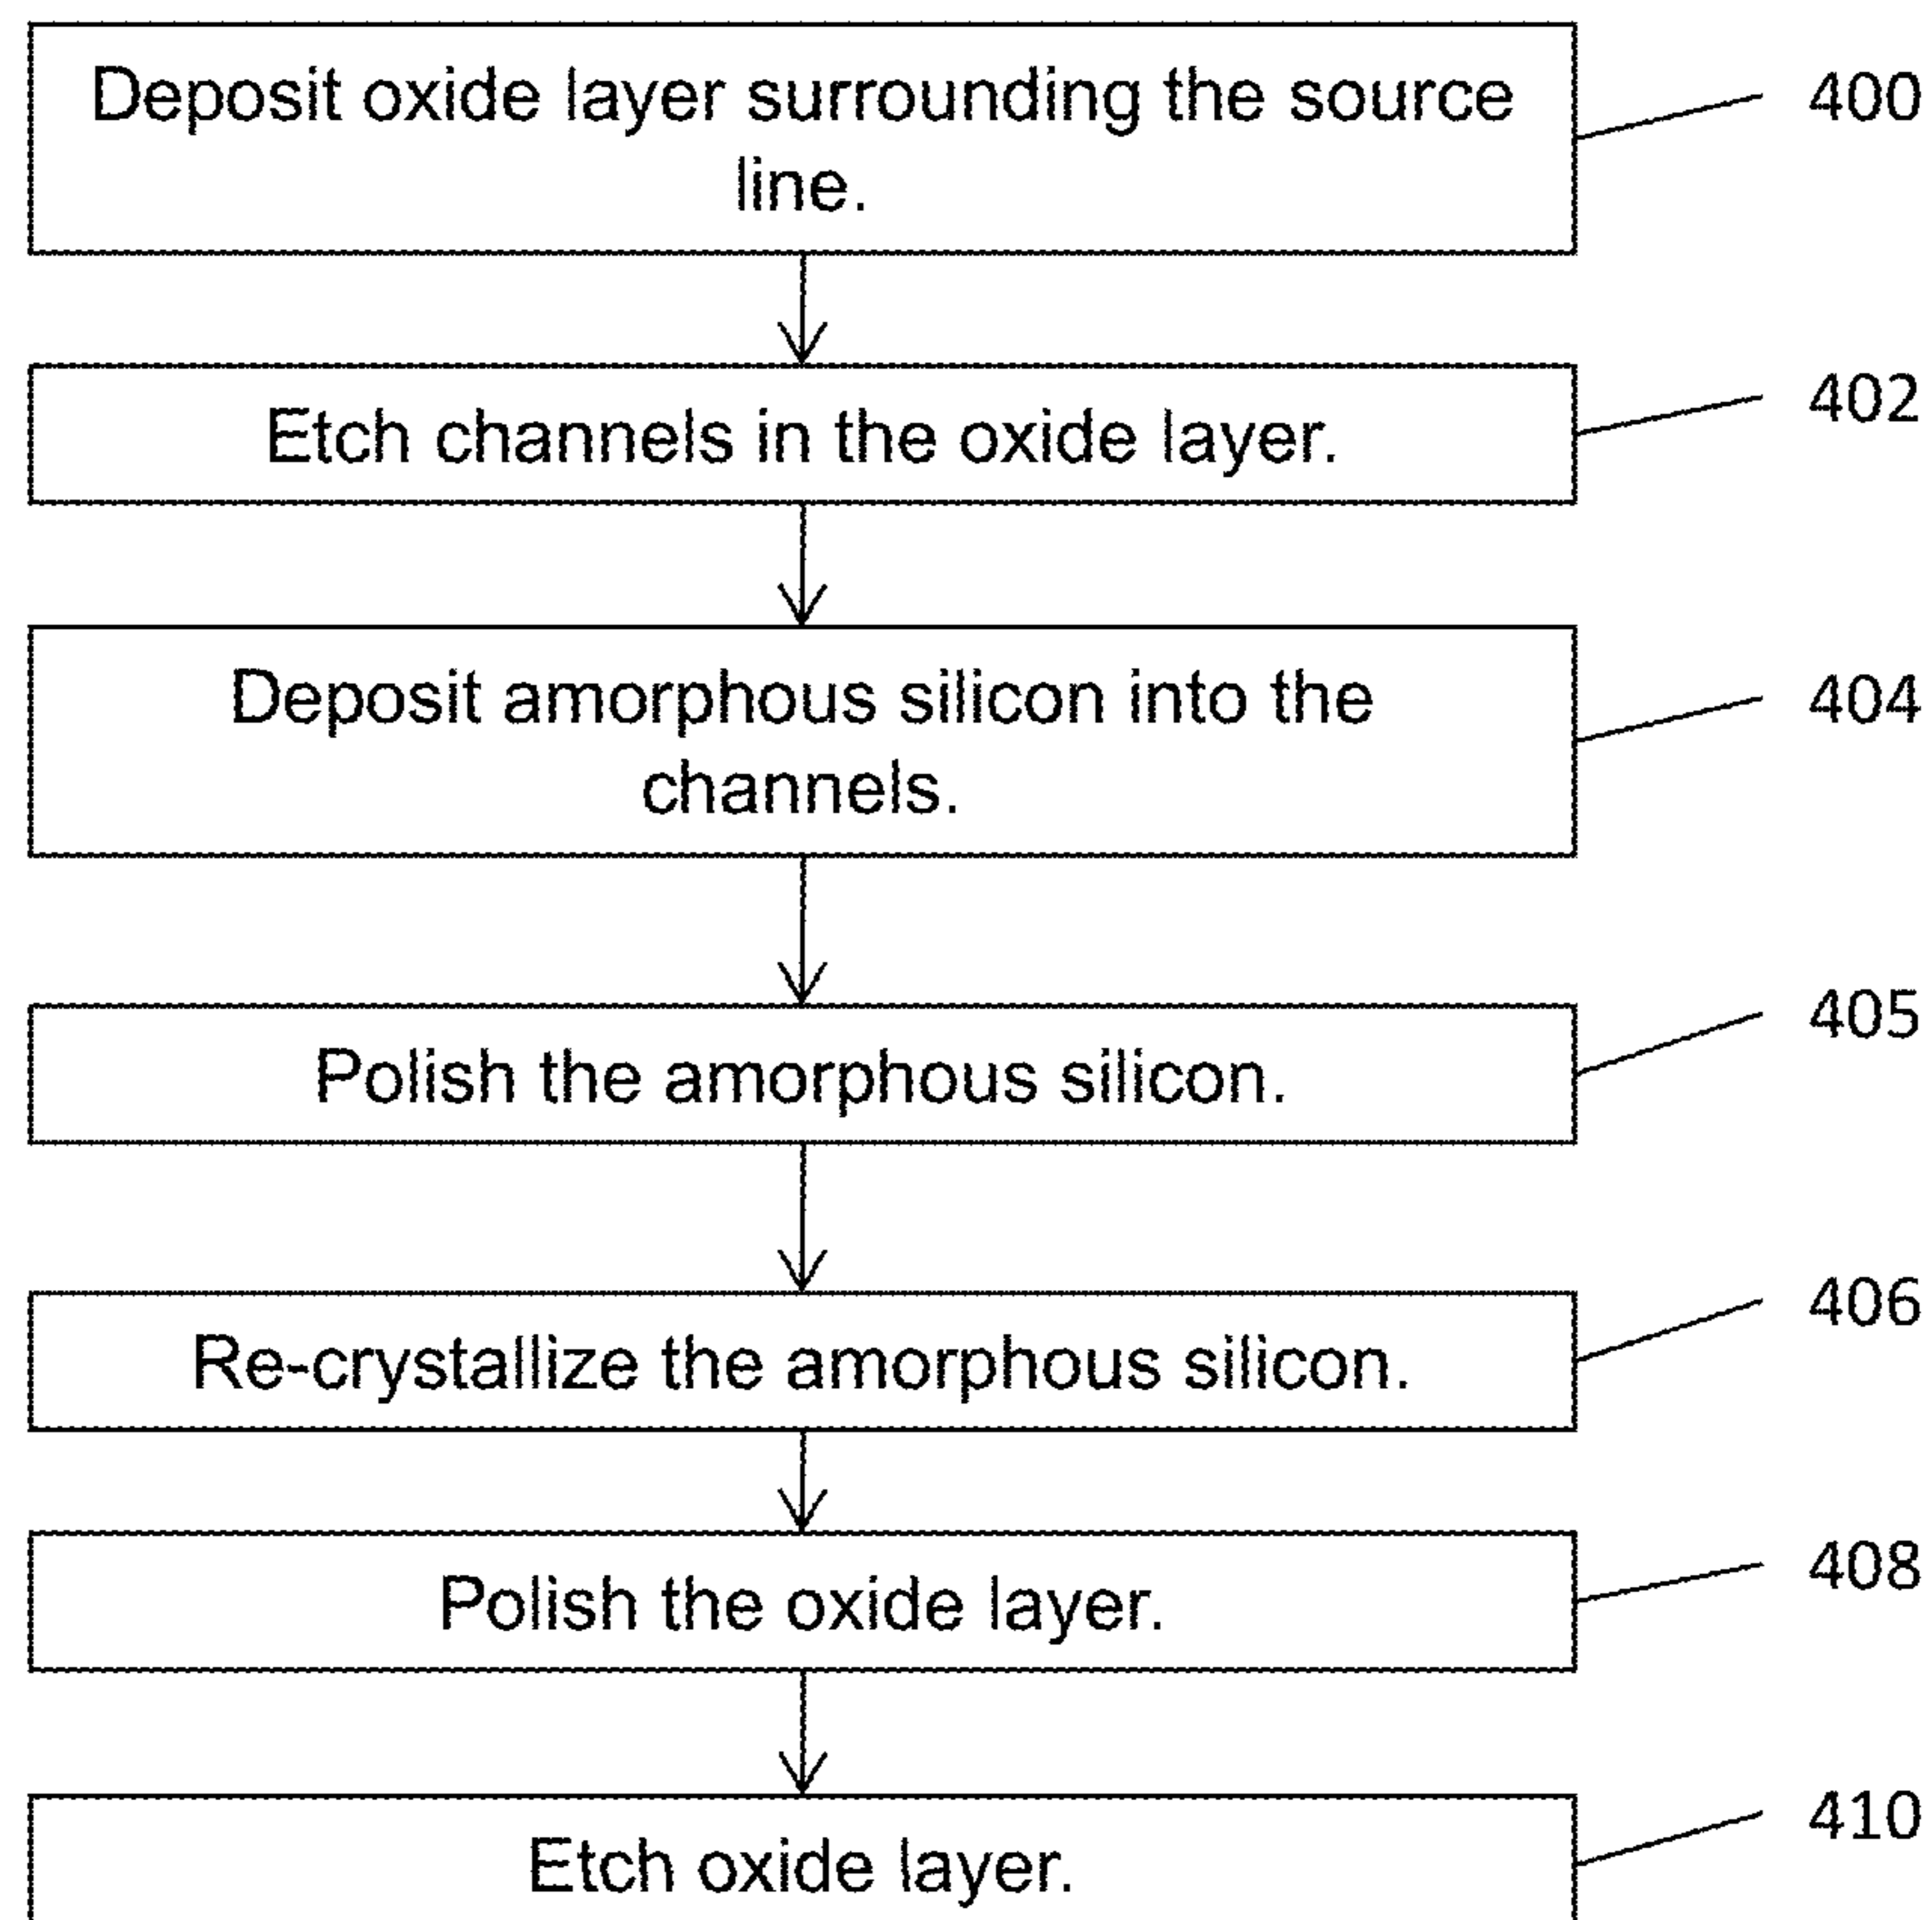 Deposit oxide layer surrounding the source
line.
400
Etch channels in the oxide layer.
402
Deposit amorphous silicon into the
channels.
404
Polish the amorphous silicon.
405
Re-crystallize the amorphous silicon.
406
Polish the oxide layer.
408
Etch oxide layer.
410